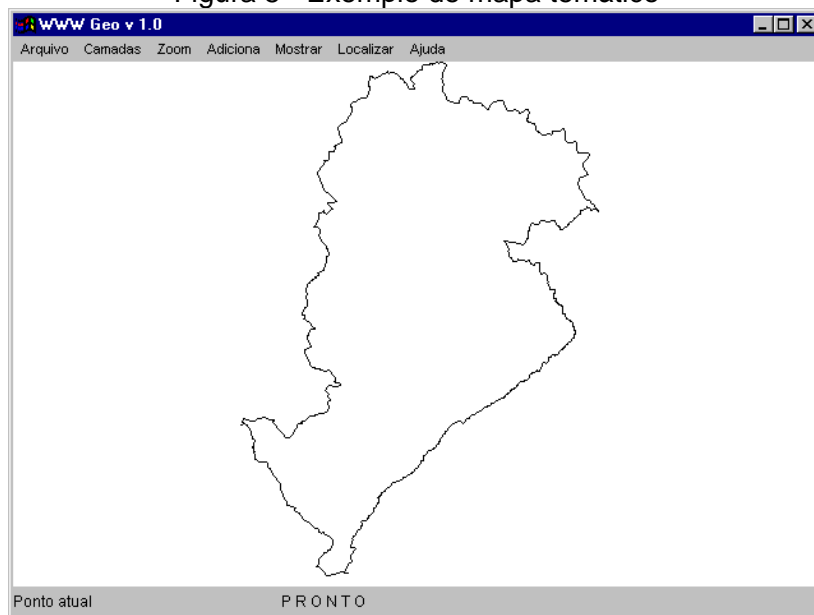 Figura 3 - Exemplo de mapa temático
WWW Geo v 1.0
Arquivo Camadas Zoom Adiciona Mostrar Localizar Ajuda
Ponto atual PRONTO